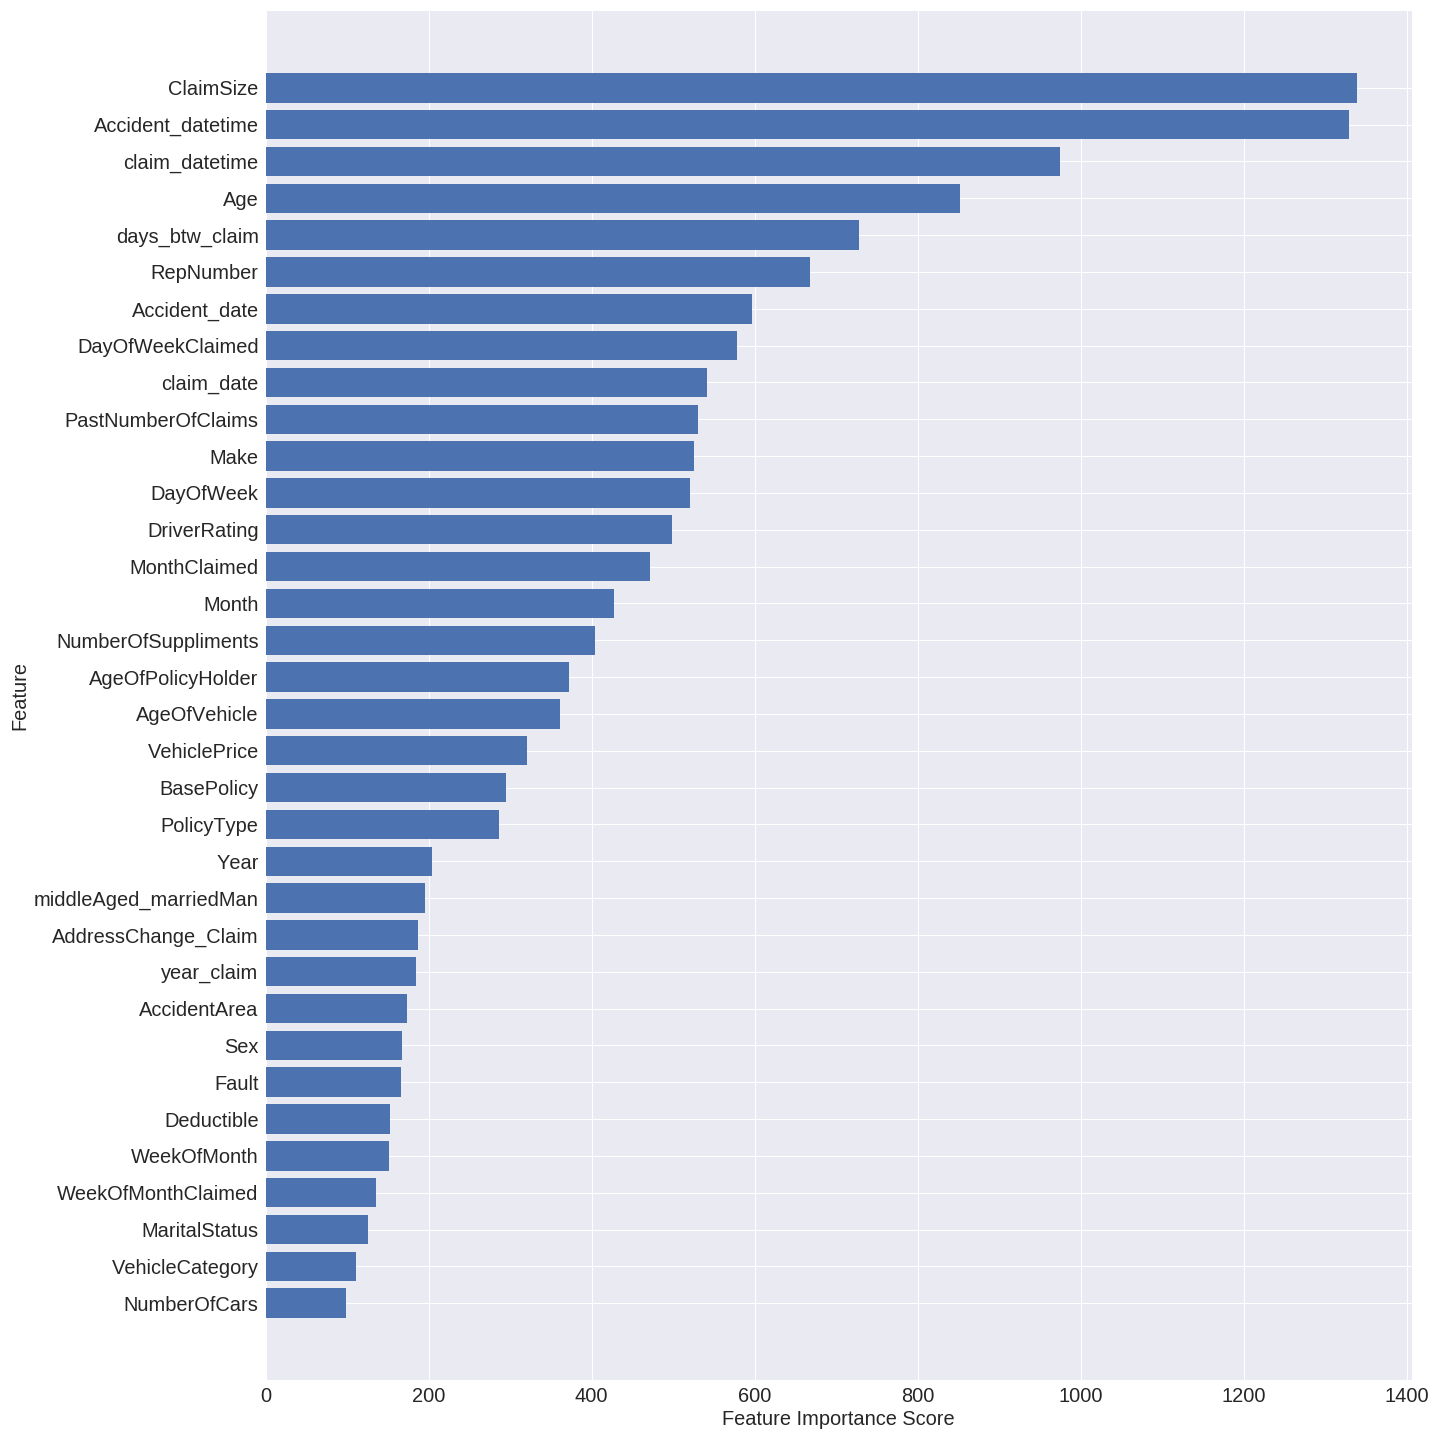 ClaimSize
Accident_datetime
claim_datetime
Age
days_btw_claim
RepNumber
Accident_date
DayOfWeekClaimed
claim_date
PastNumberOfClaims
Make
DayOfWeek
DriverRating
MonthClaimed
Month
NumberOfSuppliments
AgeOfPolicyHolder
AgeOfVehicle
VehiclePrice
BasePolicy
PolicyType
Year
middleAged_marriedMan
AddressChange_Claim
year_claim
AccidentArea
Sex
Fault
Deductible
WeekOfMonth
WeekOfMonthClaimed
MaritalStatus
VehicleCategory
NumberOfCars
Feature
0 200 400 600 800 1000 1200 1400
Feature Importance Score